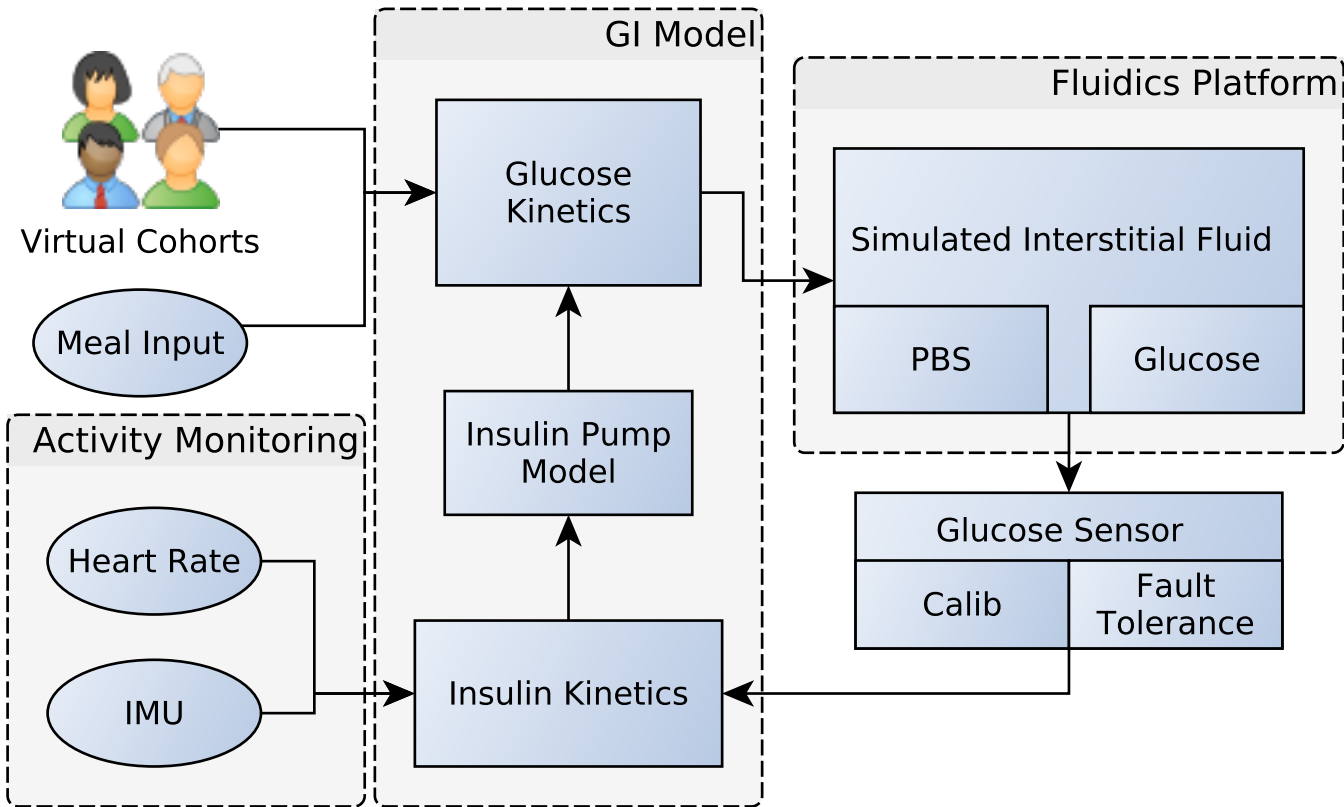 GI Model
Fluidics Platform
Glucose
Kinetics
Simulated Interstitial Fluid
Virtual Cohorts
Meal Input
PBS
Glucose
Activity Monitoring
Insulin Pump
Model
Glucose Sensor
Heart Rate
Calib
Fault
Tolerance
Insulin Kinetics
IMU